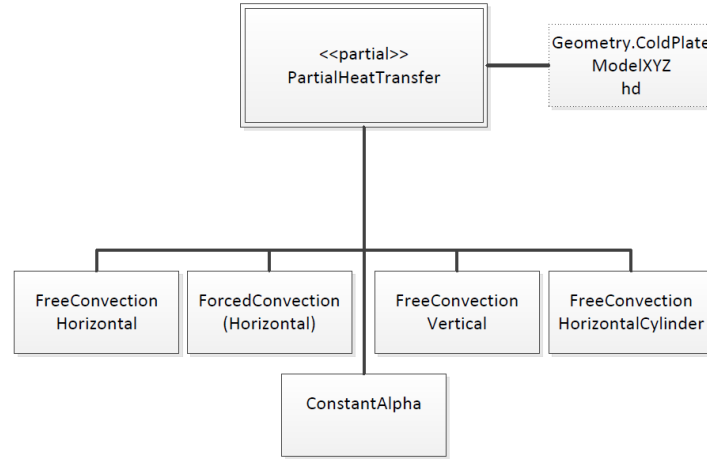 <<partial>>
PartialHeatTransfer
Geometry.ColdPlate
ModelXYZ
hd
FreeConvection
Horizontal
ForcedConvection
(Horizontal)
FreeConvection
Vertical
FreeConvection
HorizontalCylinder
ConstantAlpha